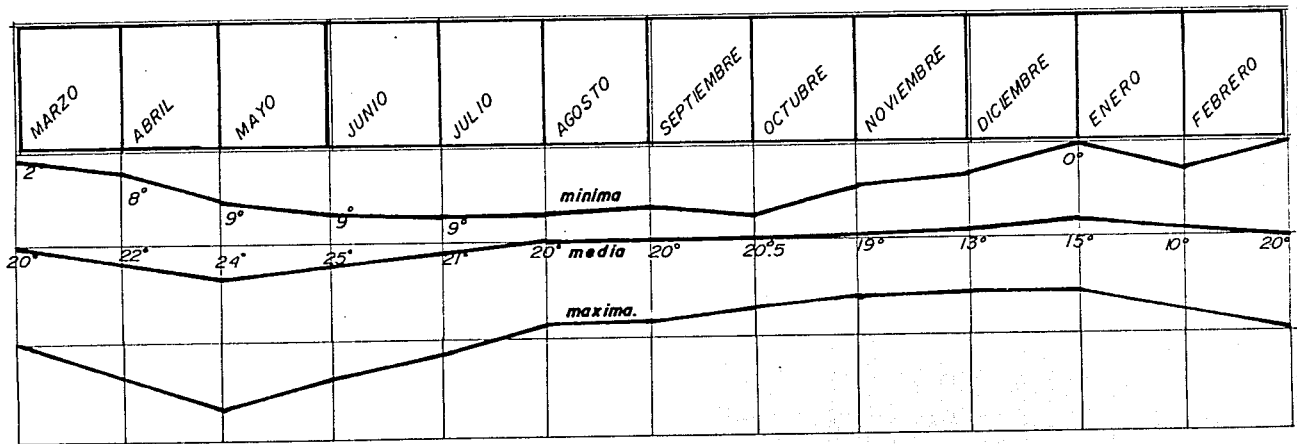 MARZO ABRIL MAYO JUNIO JULIO AGOSTO SEPTIEMBRE OCTUBRE NOVIEMBRE DICIEMBRE ENERO FEBRERO
2° 8° 9° 9° 9° minima 0°
20° 22° 24° 25° 21° 20° media 20° 20°.5 19° 13° 15° 10° 20°
maxima.